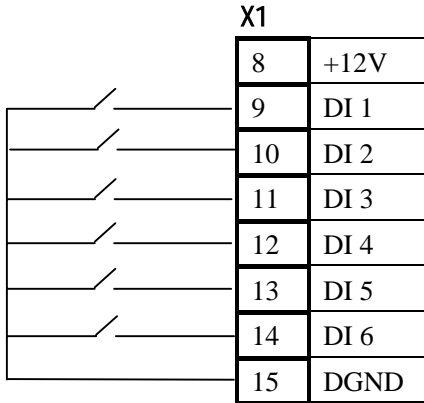 X1
8 +12V
9 DI 1
10 DI 2
11 DI 3
12 DI 4
13 DI 5
14 DI 6
15 DGND